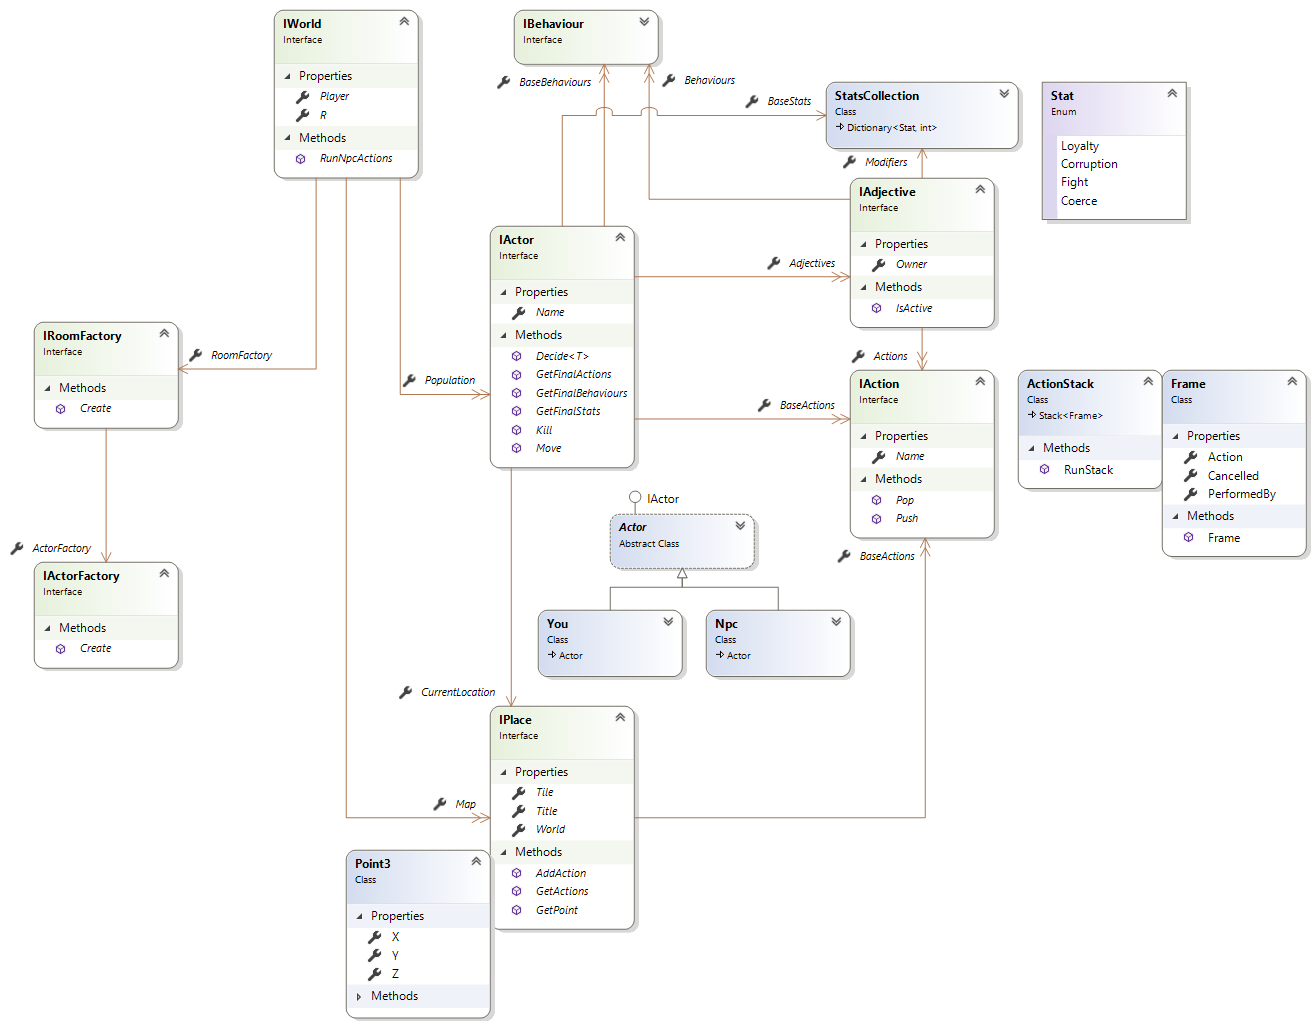 IWorld
Interface
Properties
Player
R
Methods
RunNpcActions
IBehaviour
Interface
BaseBehaviours
Behaviours
BaseStats
StatsCollection
Class
Dictionary<Stat, int>
Modifiers
Stat
Enum
Loyalty
Corruption
Fight
Coerce
IAdjective
Interface
Properties
Owner
Methods
IsActive
IActor
Interface
Properties
Name
Methods
Decide<T>
GetFinalActions
GetFinalBehaviours
GetFinalStats
Kill
Move
Adjectives
IRoomFactory
Interface
Methods
Create
RoomFactory
Population
Actions
BaseActions
IAction
Interface
Properties
Name
Methods
Pop
Push
ActionStack
Class
Stack<Frame>
Methods
RunStack
Frame
Class
Properties
Action
Cancelled
PerformedBy
Methods
Frame
IActor
Actor
Abstract Class
BaseActions
ActorFactory
IActorFactory
Interface
Methods
Create
You
Class
Actor
Npc
Class
Actor
CurrentLocation
IPlace
Interface
Properties
Tile
Title
World
Methods
AddAction
GetActions
GetPoint
Map
Point3
Class
Properties
X
Y
Z
Methods